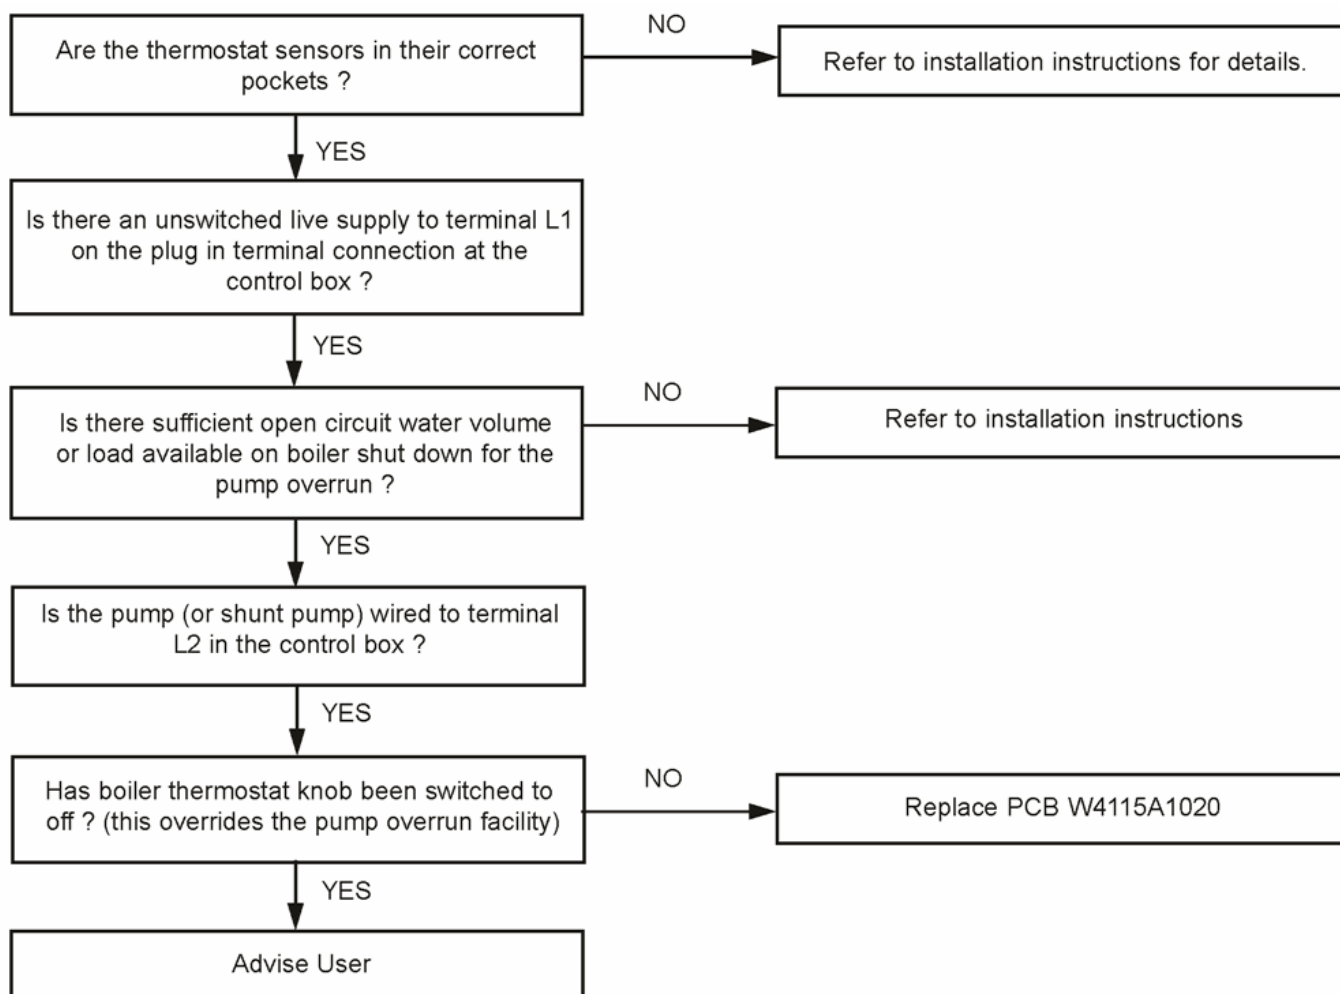 Are the thermostat sensors in their correct
pockets ?
NO
Refer to installation instructions for details.
YES
Is there an unswitched live supply to terminal L1
on the plug in terminal connection at the
control box ?
YES
Is there sufficient open circuit water volume
or load available on boiler shut down for the
pump overrun ?
NO
Refer to installation instructions
YES
Is the pump (or shunt pump) wired to terminal
L2 in the control box ?
YES
Has boiler thermostat knob been switched to
off ? (this overrides the pump overrun facility)
NO
Replace PCB W4115A1020
YES
Advise User